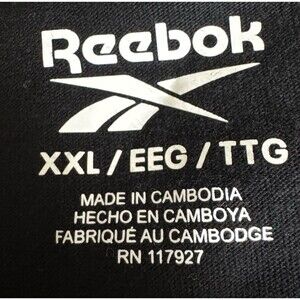 Reebok
XXL / EEG / TTG
MADE IN CAMBODIA
HECHO EN CAMBOYA
FABRIQUÉ AU CAMBODGE
RN 117927